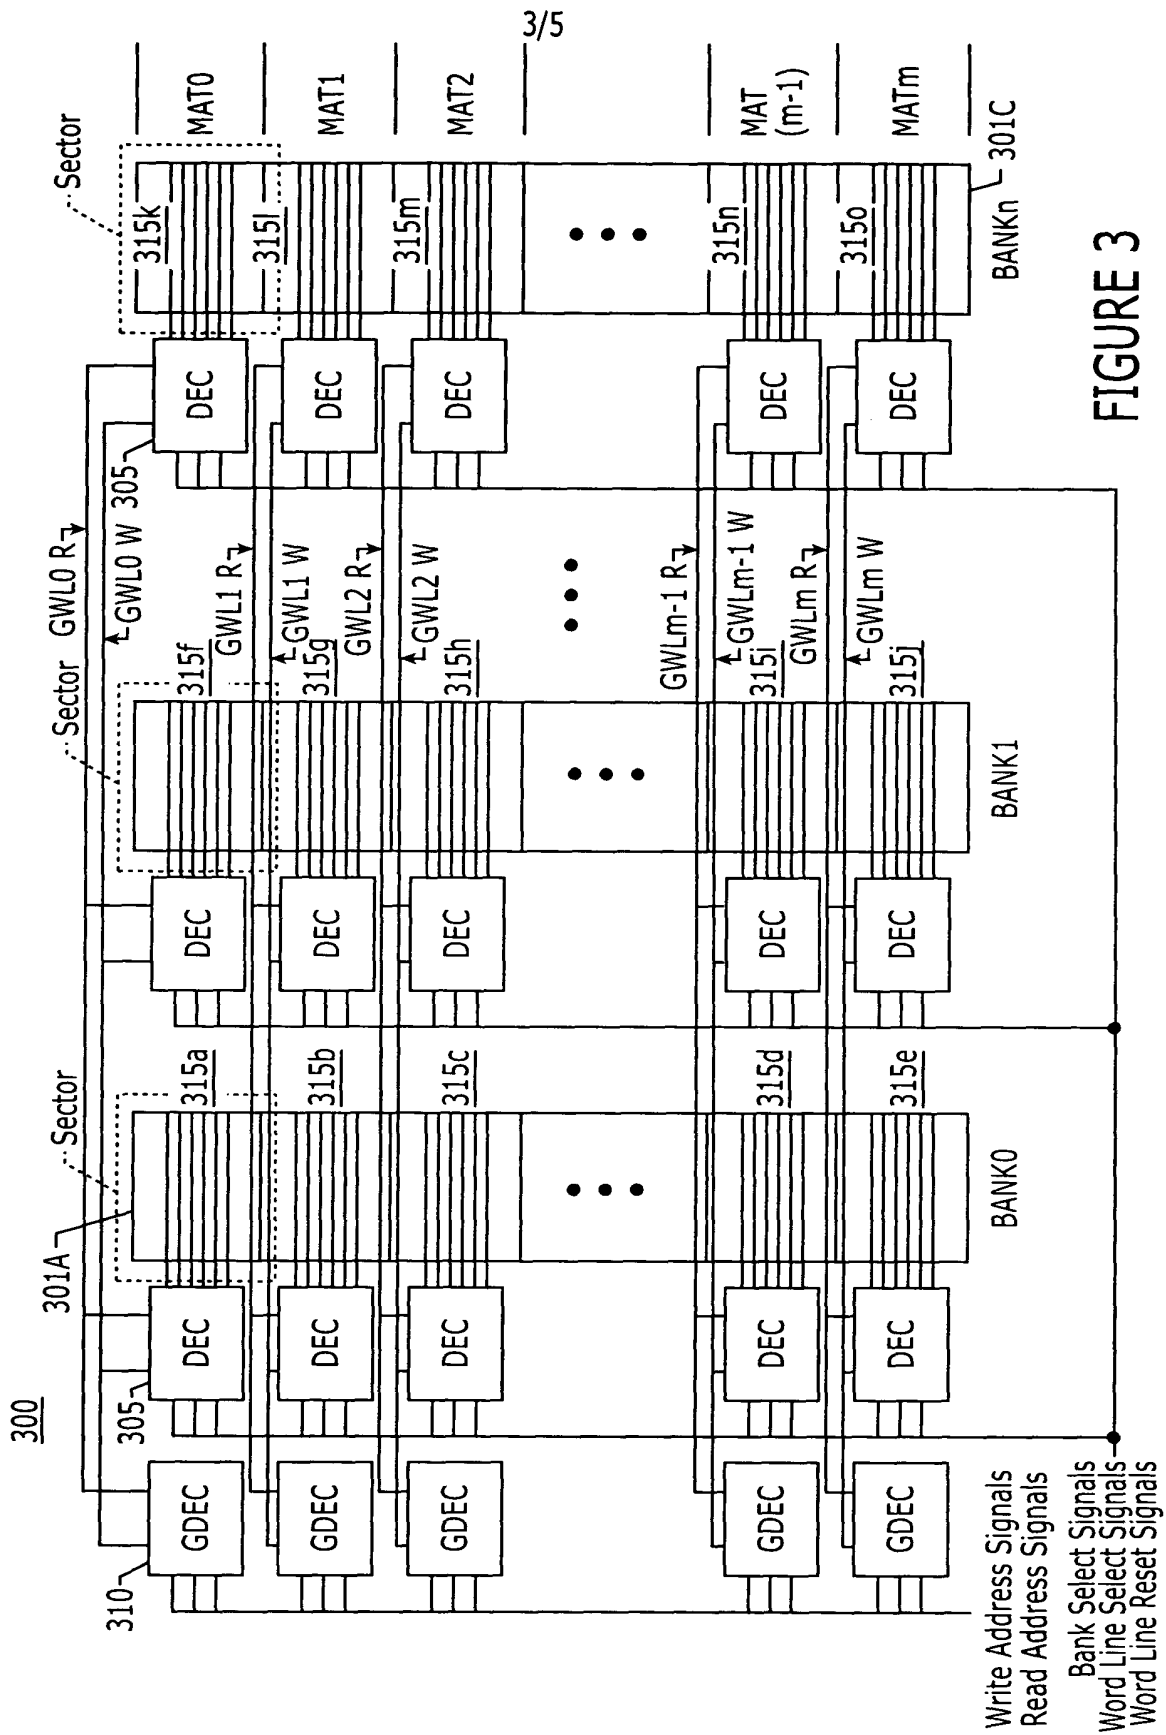 3/5
300
310
GDEC
GDEC
GDEC
GDEC
GDEC
305
DEC
DEC
DEC
DEC
DEC
301A
Sector
315a
315b
315c
315d
315e
BANK0
DEC
DEC
DEC
DEC
DEC
Sector
315f
315g
315h
315i
315j
BANK1
GWL0 R
GWL0 W
GWL1 R
GWL1 W
GWL2 R
GWL2 W
GWLm-1 R
GWLm-1 W
GWLm R
GWLm W
305
DEC
DEC
DEC
DEC
DEC
Sector
315k
315l
315m
315n
315o
BANKn
301C
MAT0
MAT1
MAT2
MAT
(m-1)
MATm
Write Address Signals
Read Address Signals
Bank Select Signals
Word Line Select Signals
Word Line Reset Signals
FIGURE 3